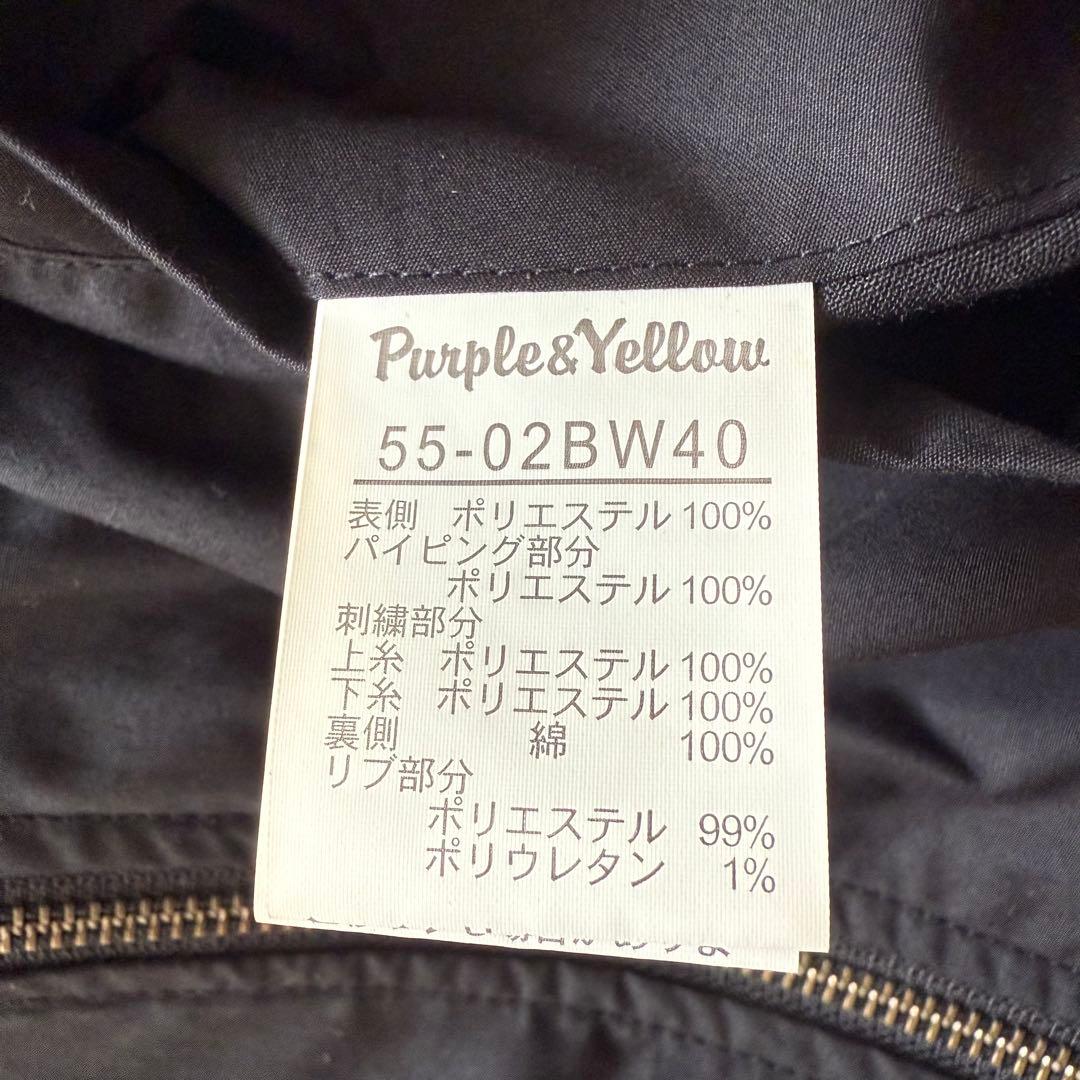 Purple&Yellow
55-02BW40
表側 ポリエステル 100%
パイピング部分
ポリエステル 100%
刺繍部分
上糸 ポリエステル 100%
下糸 ポリエステル 100%
裏側 綿 100%
リブ部分
ポリエステル 99%
ポリウレタン 1%